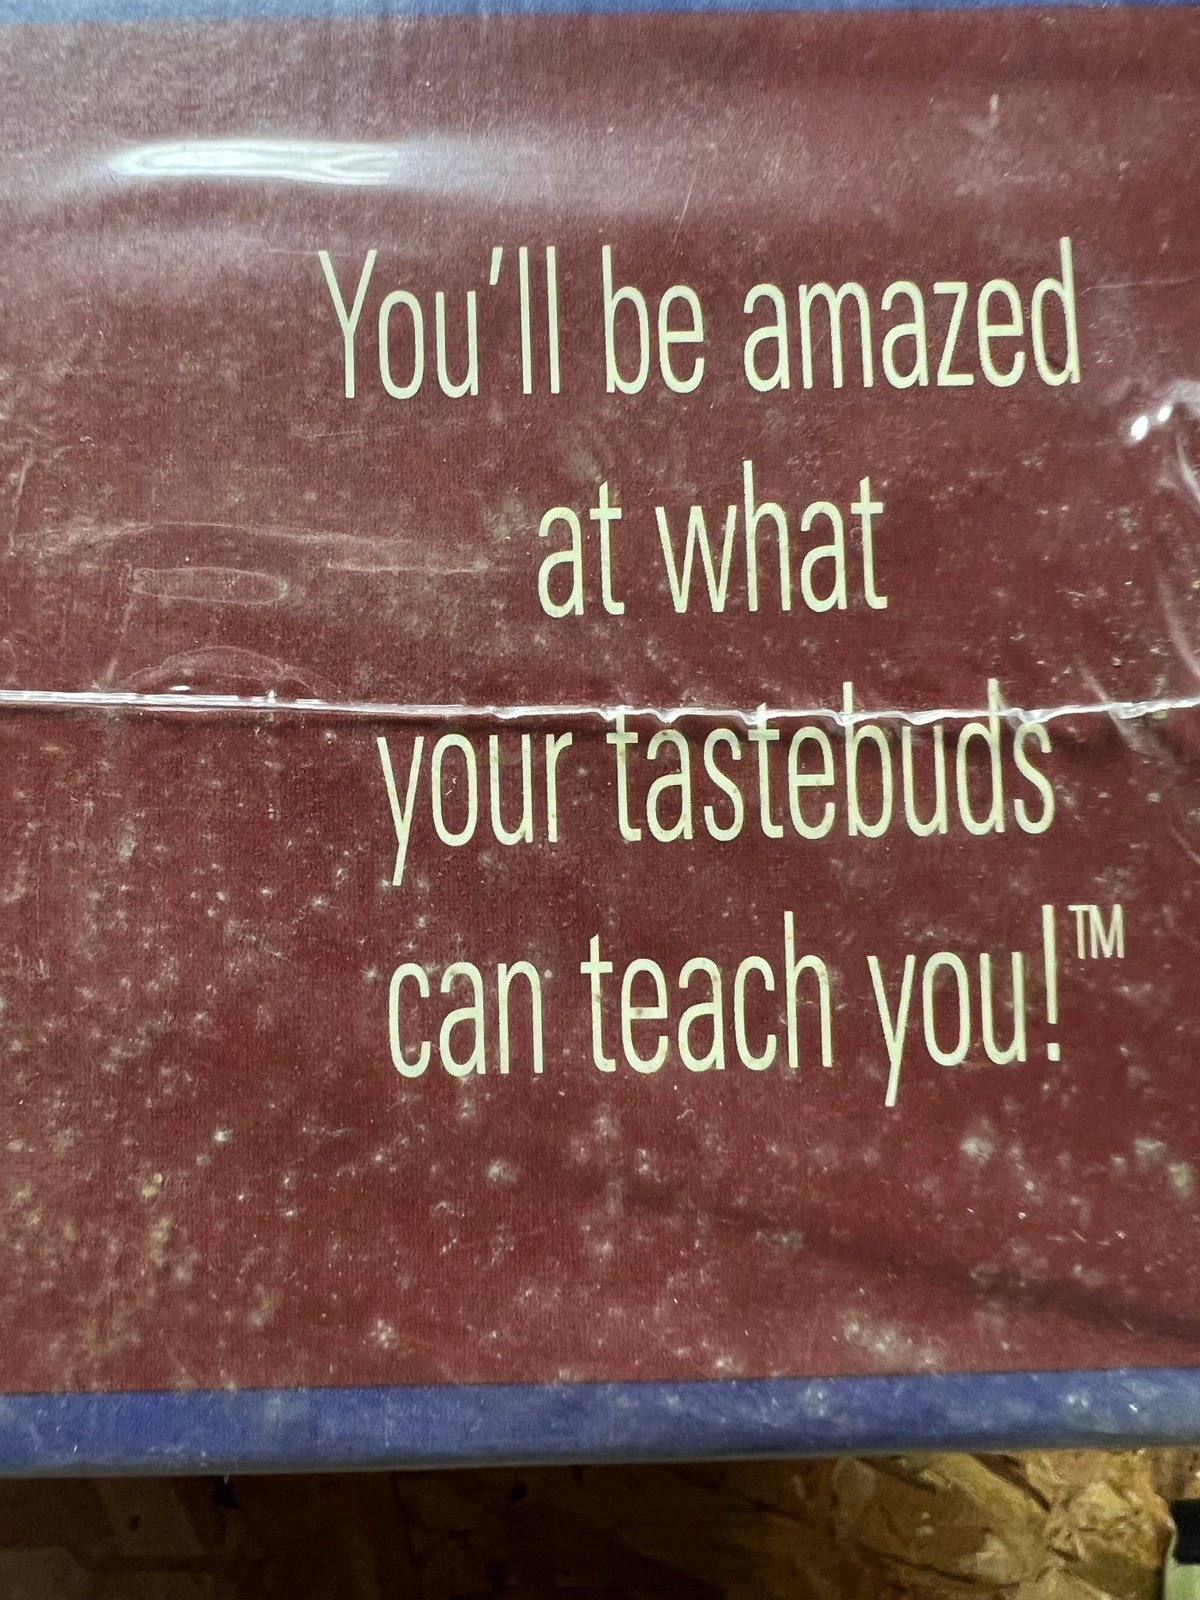 You'll be amazed
at what
your tastebuds
can teach you!™